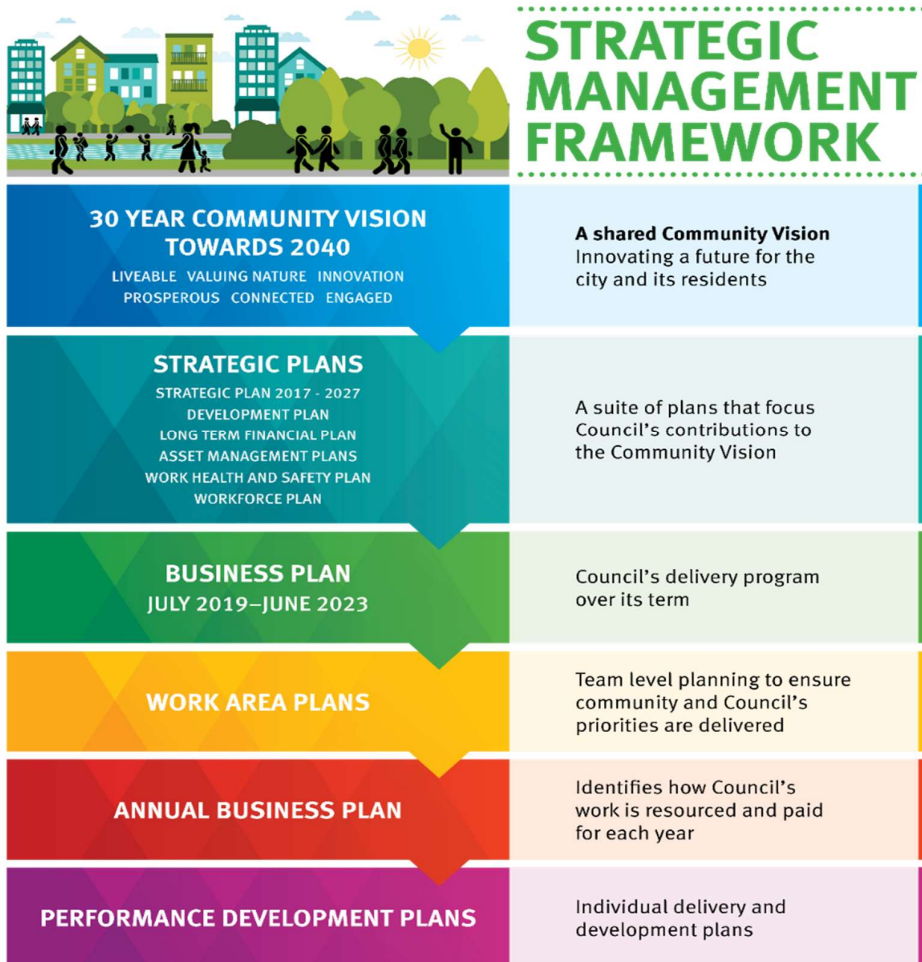 STRATEGIC
MANAGEMENT
FRAMEWORK
30 YEAR COMMUNITY VISION
TOWARDS 2040
LIVEABLE VALUING NATURE INNOVATION
PROSPEROUS CONNECTED ENGAGED
A shared Community Vision
Innovating a future for the
city and its residents
STRATEGIC PLANS
STRATEGIC PLAN 2017 - 2027
DEVELOPMENT PLAN
LONG TERM FINANCIAL PLAN
ASSET MANAGEMENT PLANS
WORK HEALTH AND SAFETY PLAN
WORKFORCE PLAN
A suite of plans that focus
Council's contributions to
the Community Vision
BUSINESS PLAN
JULY 2019–JUNE 2023
Council's delivery program
over its term
WORK AREA PLANS
Team level planning to ensure
community and Council's
priorities are delivered
ANNUAL BUSINESS PLAN
Identifies how Council's
work is resourced and paid
for each year
PERFORMANCE DEVELOPMENT PLANS
Individual delivery and
development plans